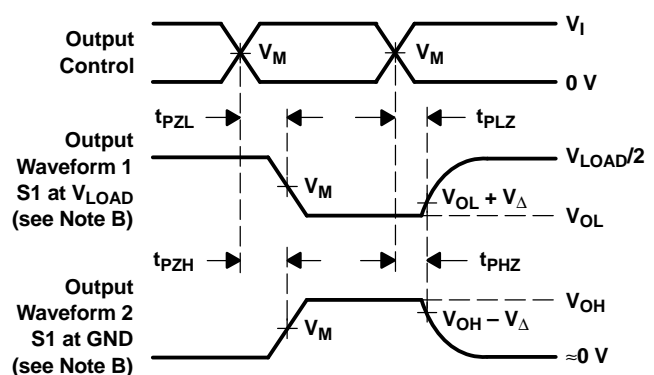 Output
Control
V_M
V_M
V_I
0 V
t_PZL
t_PLZ
Output
Waveform 1
S1 at V_LOAD
(see Note B)
V_M
V_LOAD/2
V_OL + V_Δ
V_OL
t_PZH
t_PHZ
Output
Waveform 2
S1 at GND
(see Note B)
V_M
V_OH
V_OH − V_Δ
≈0 V